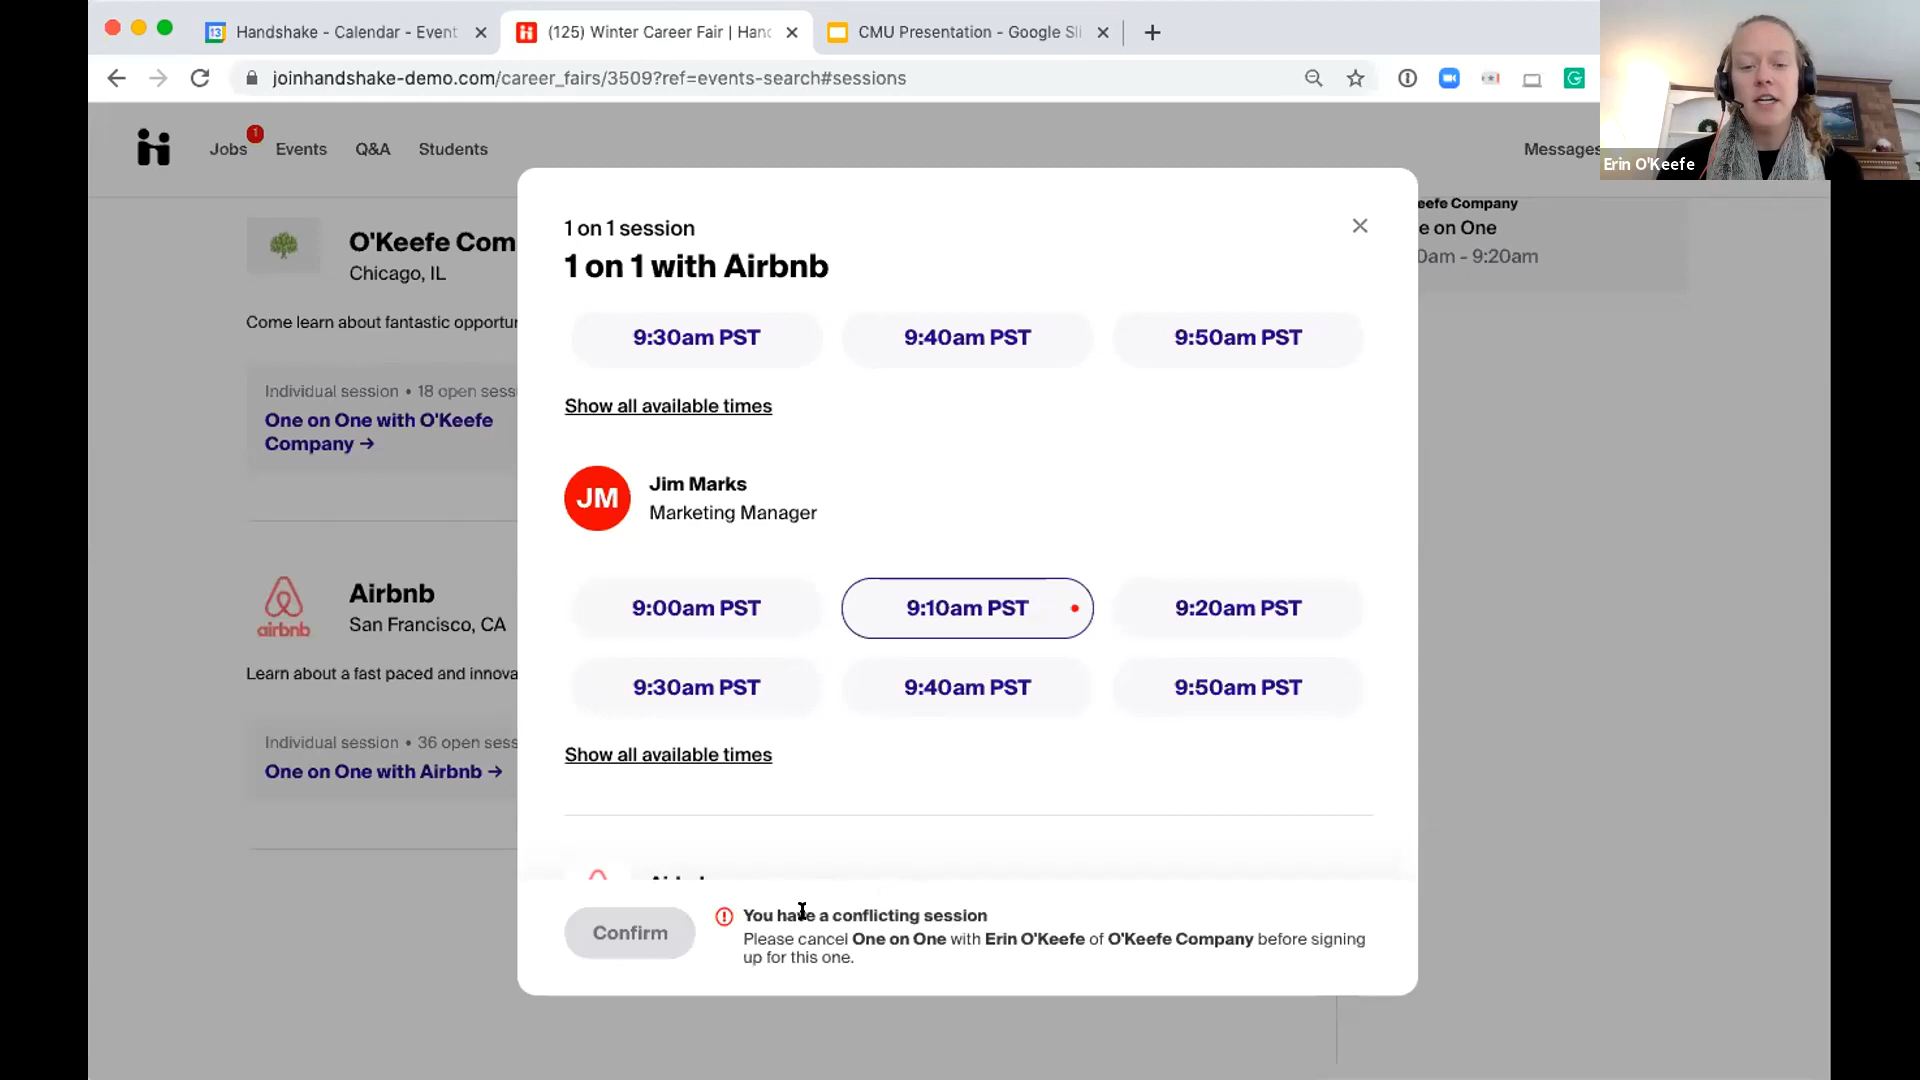 Handshake - Calendar - Event
(125) Winter Career Fair | Hand
CMU Presentation - Google Sli
joinhandshake-demo.com/career_fairs/3509?ref=events-search#sessions
Erin O'Keefe
Jobs
1
Events
Q&A
Students
Messages
O'Keefe Com
Chicago, IL
Come learn about fantastic opportun
Individual session • 18 open sess
One on One with O'Keefe
Company →
airbnb
Airbnb
San Francisco, CA
Learn about a fast paced and innova
Individual session • 36 open sess
One on One with Airbnb →
1 on 1 session
1 on 1 with Airbnb
9:30am PST
9:40am PST
9:50am PST
Show all available times
JM
Jim Marks
Marketing Manager
9:00am PST
9:10am PST
9:20am PST
9:30am PST
9:40am PST
9:50am PST
Show all available times
Confirm
You have a conflicting session
Please cancel One on One with Erin O'Keefe of O'Keefe Company before signing
up for this one.
eefe Company
e on One
0am - 9:20am